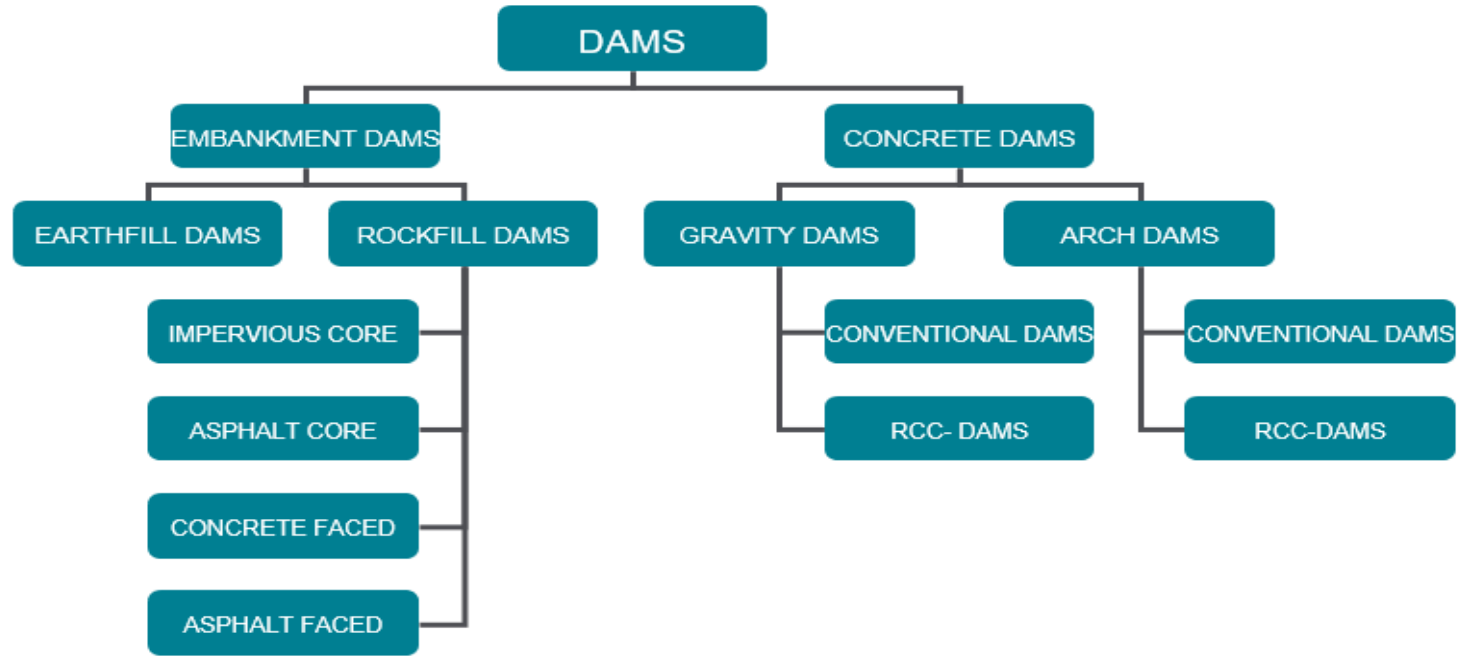 DAMS
EMBANKMENT DAMS
CONCRETE DAMS
EARTHFILL DAMS
ROCKFILL DAMS
GRAVITY DAMS
ARCH DAMS
IMPERVIOUS CORE
CONVENTIONAL DAMS
CONVENTIONAL DAMS
ASPHALT CORE
RCC- DAMS
RCC-DAMS
CONCRETE FACED
ASPHALT FACED